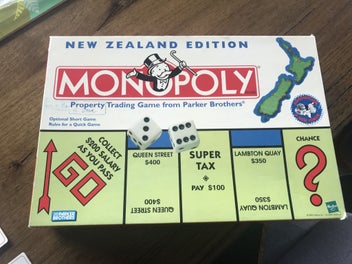 NEW ZEALAND EDITION
MONOPOLY
Property Trading Game from Parker Brothers®
Optional Short Game
Rules for a Quick Game
COLLECT
$200 SALARY
AS YOU PASS
GO
QUEEN STREET
$400
QUEEN STREET
$400
SUPER
TAX
PAY $100
LAMBTON QUAY
$350
LAMBTON QUAY
$350
CHANCE
?
PARKER
BROTHERS